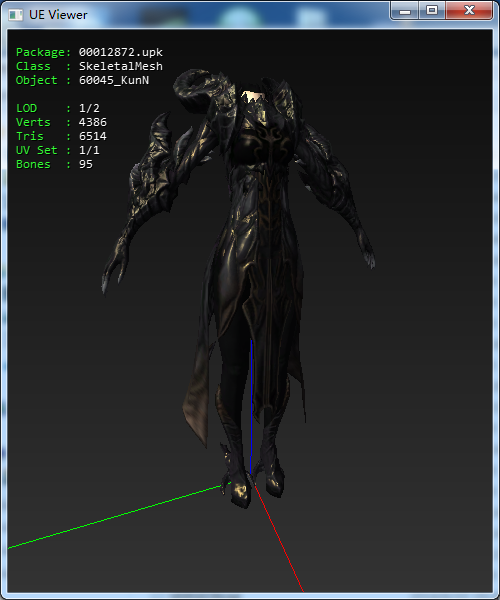 UE Viewer
Package: 00012872.upk
Class : SkeletalMesh
Object : 60045_KunN
LOD : 1/2
Verts : 4386
Tris : 6514
UV Set : 1/1
Bones : 95